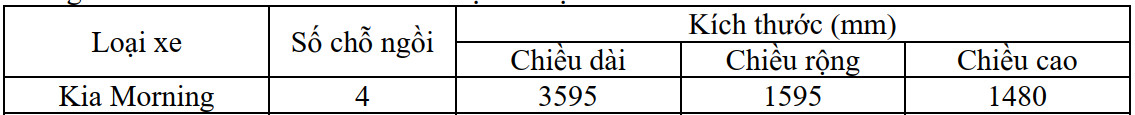 Loại xe Số chỗ ngồi Kích thước (mm)
Chiều dài Chiều rộng Chiều cao
Kia Morning 4 3595 1595 1480